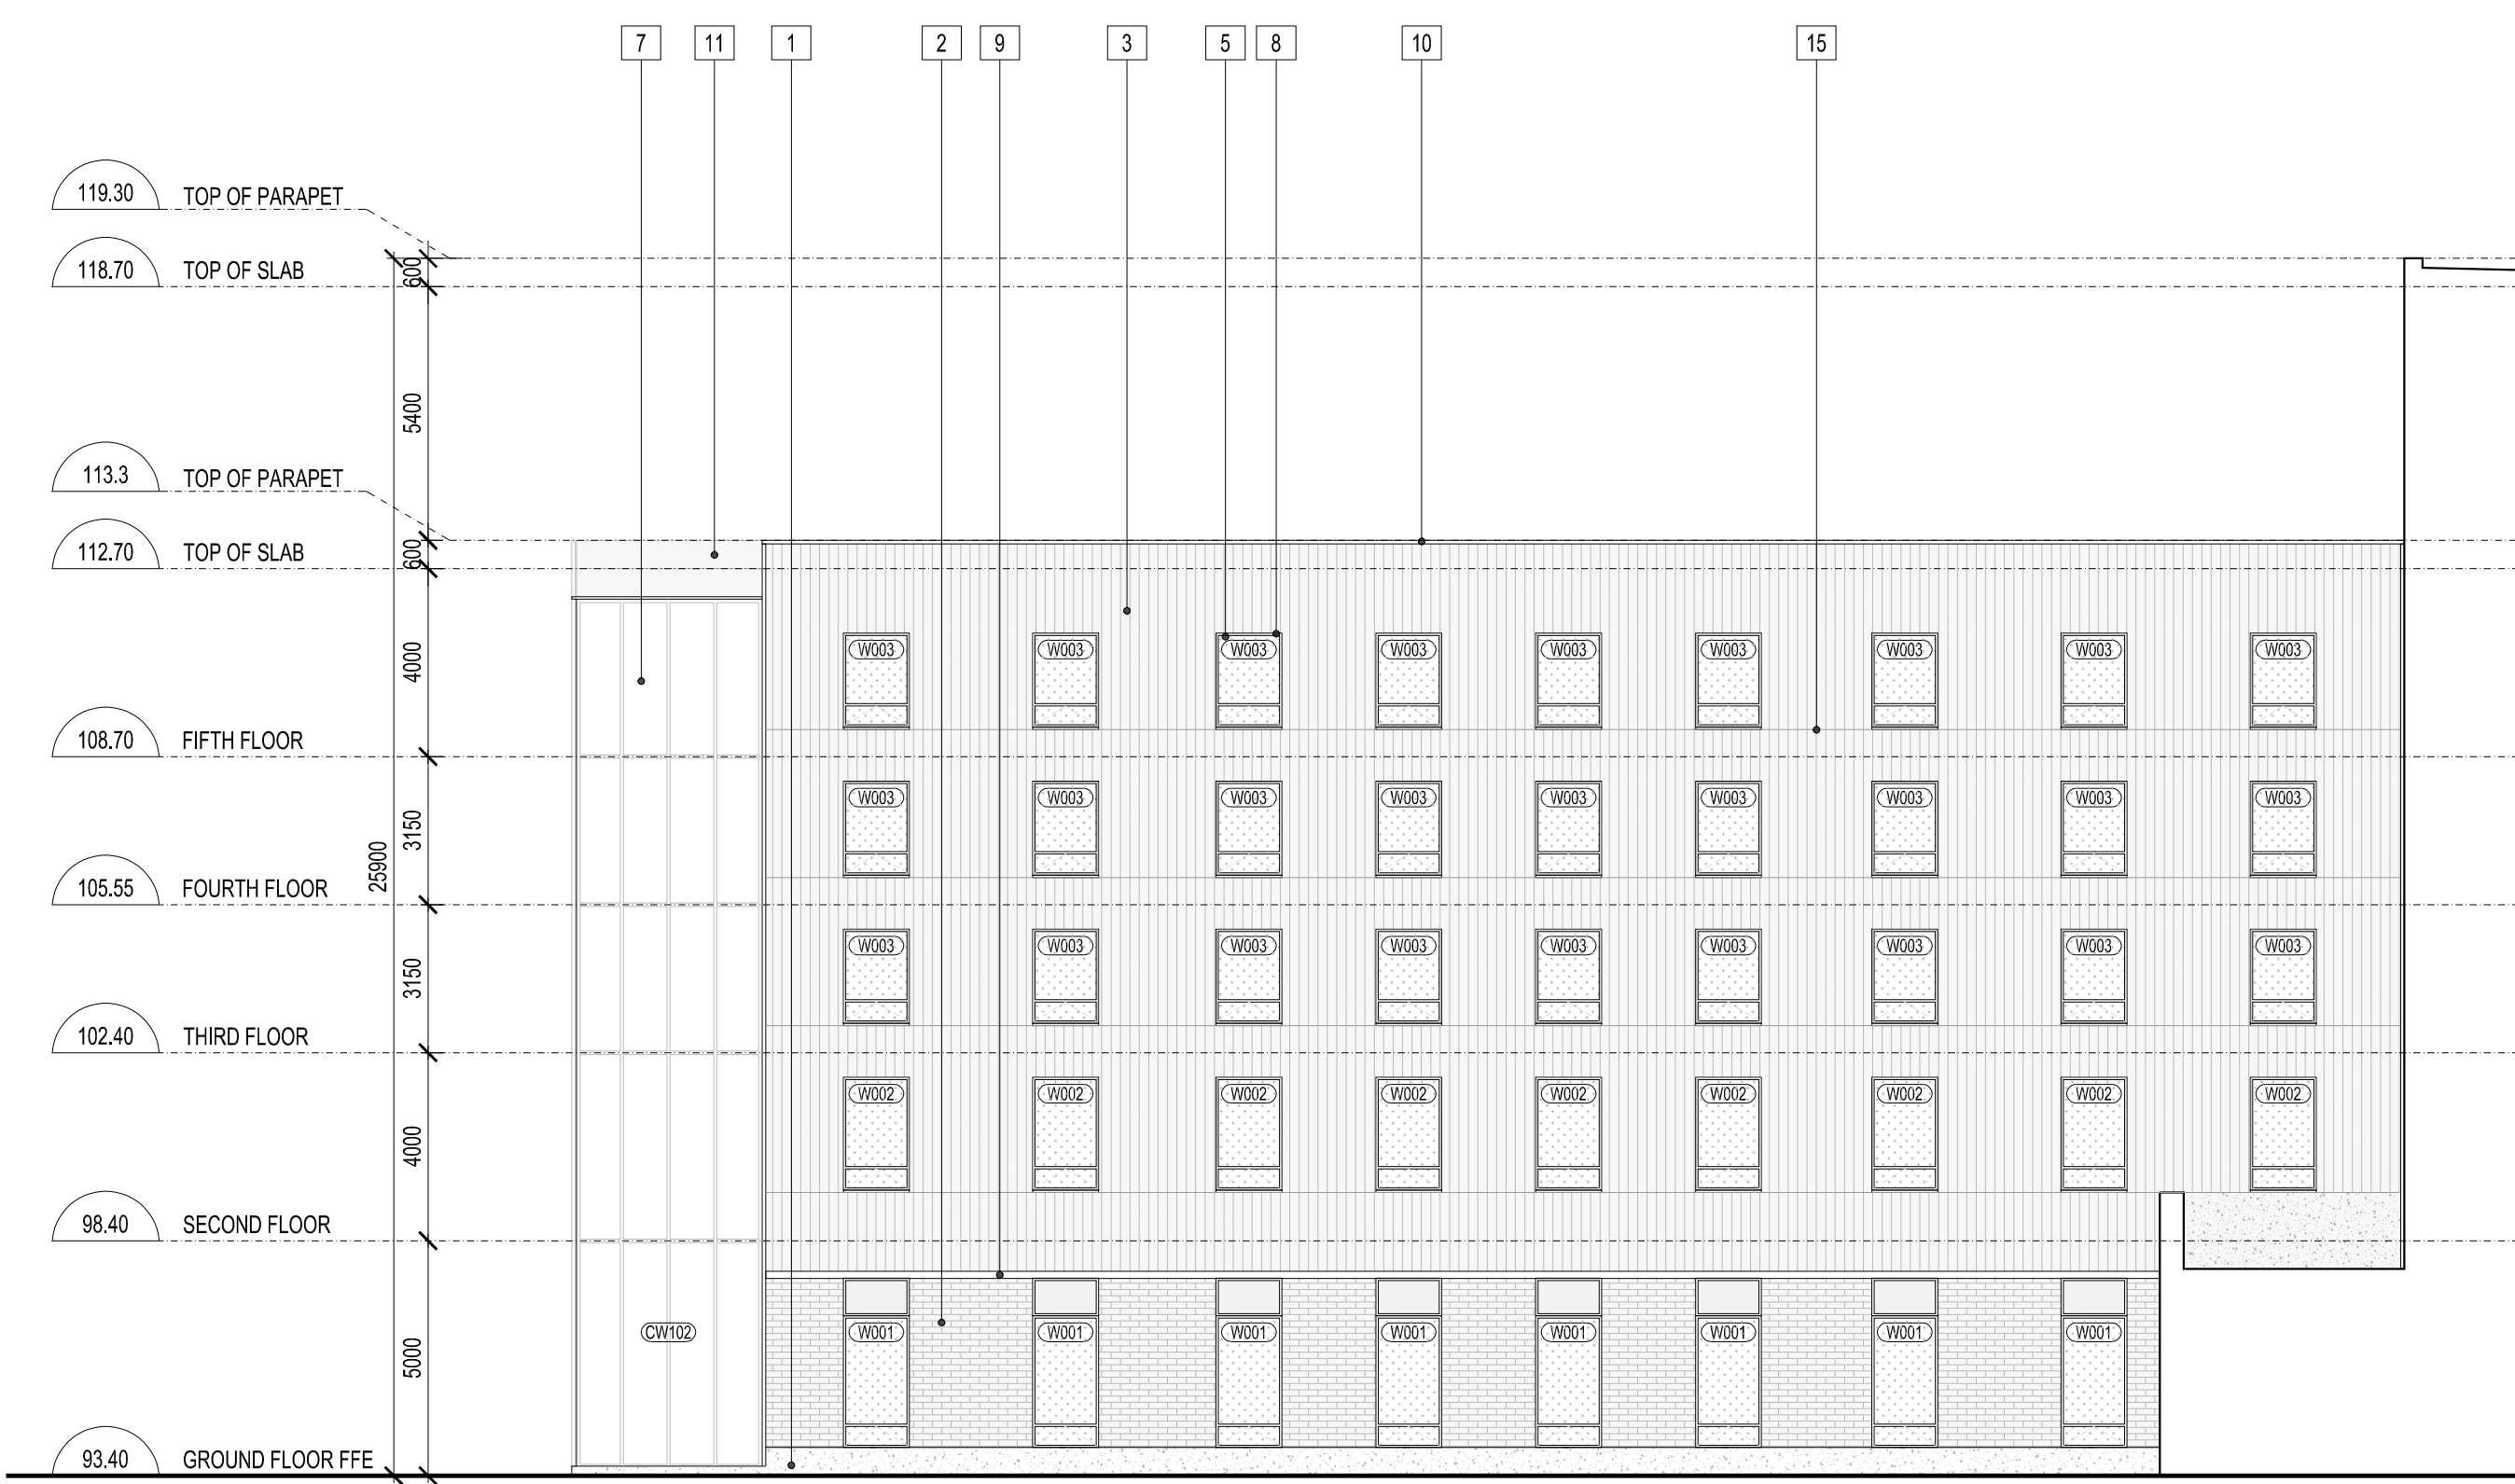 7 11 1 2 9 3 5 8 10 15
119.30 TOP OF PARAPET
118.70 TOP OF SLAB
600
5400
113.3 TOP OF PARAPET
112.70 TOP OF SLAB
600
W003 W003 W003 W003 W003 W003 W003 W003 W003
4000
108.70 FIFTH FLOOR
W003 W003 W003 W003 W003 W003 W003 W003 W003
3150
25900
105.55 FOURTH FLOOR
W003 W003 W003 W003 W003 W003 W003 W003 W003
3150
102.40 THIRD FLOOR
W002 W002 W002 W002 W002 W002 W002 W002 W002
4000
98.40 SECOND FLOOR
CW102 W001 W001 W001 W001 W001 W001 W001 W001
5000
93.40 GROUND FLOOR FFE